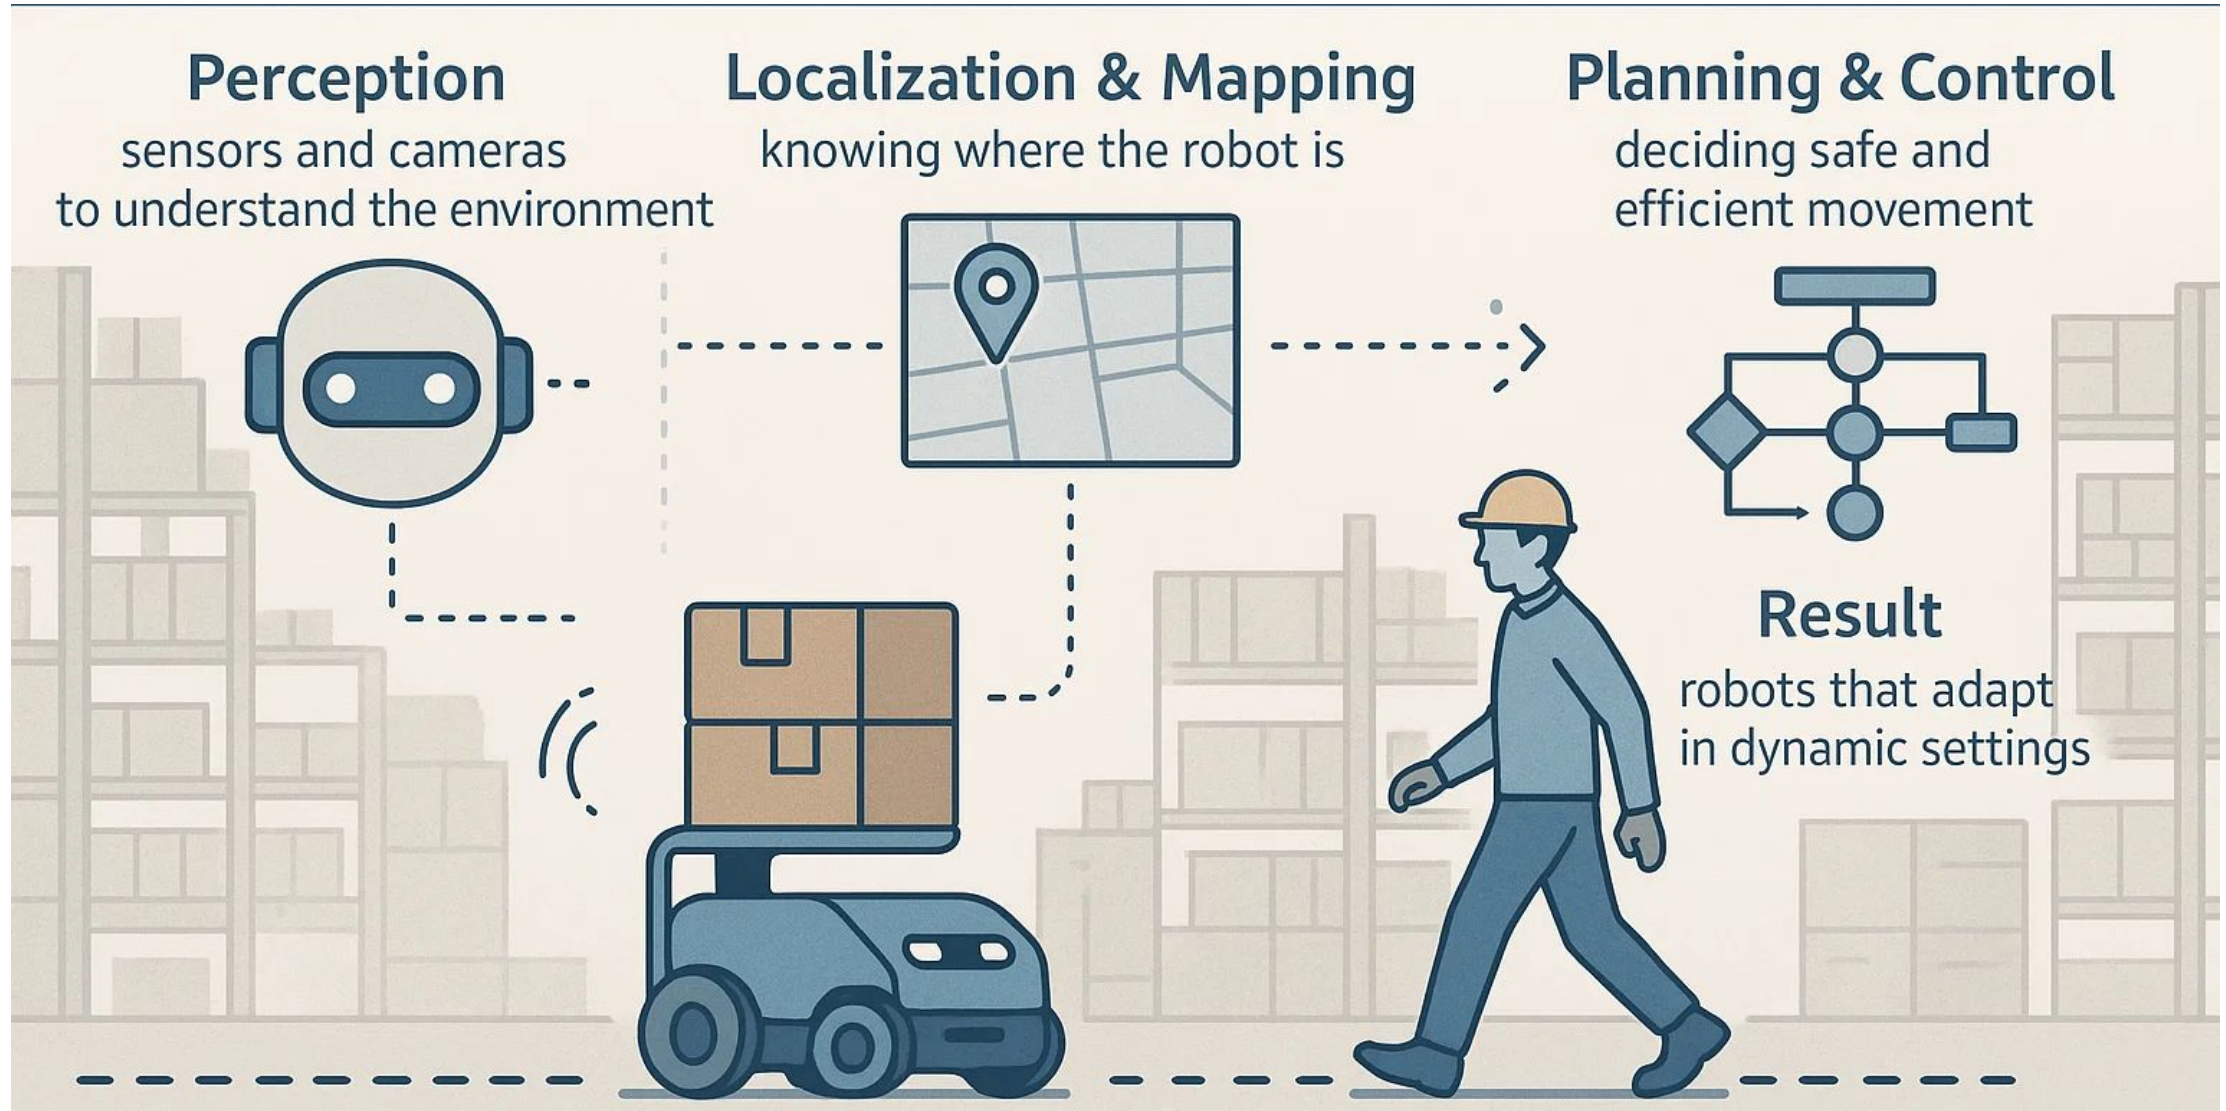 Perception
sensors and cameras
to understand the environment
Localization & Mapping
knowing where the robot is
Planning & Control
deciding safe and
efficient movement
Result
robots that adapt
in dynamic settings